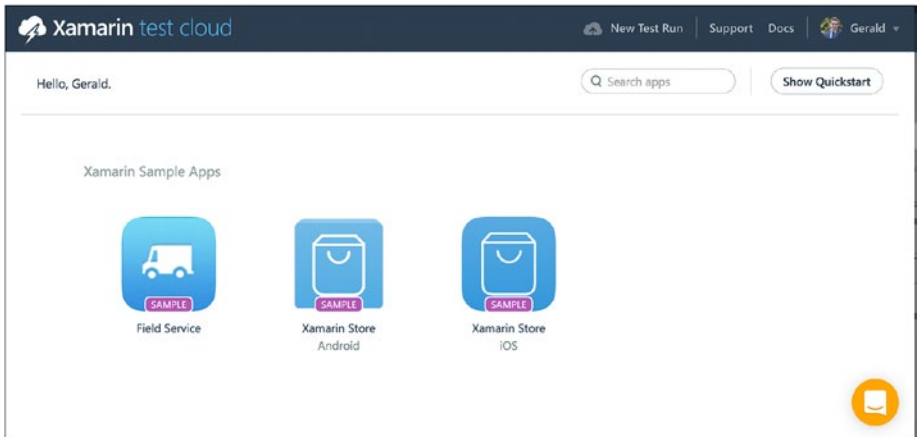 Xamarin test cloud
New Test Run Support Docs Gerald
Hello, Gerald.
Search apps
Show Quickstart
Xamarin Sample Apps
SAMPLE SAMPLE SAMPLE
Field Service Xamarin Store Xamarin Store
Android iOS